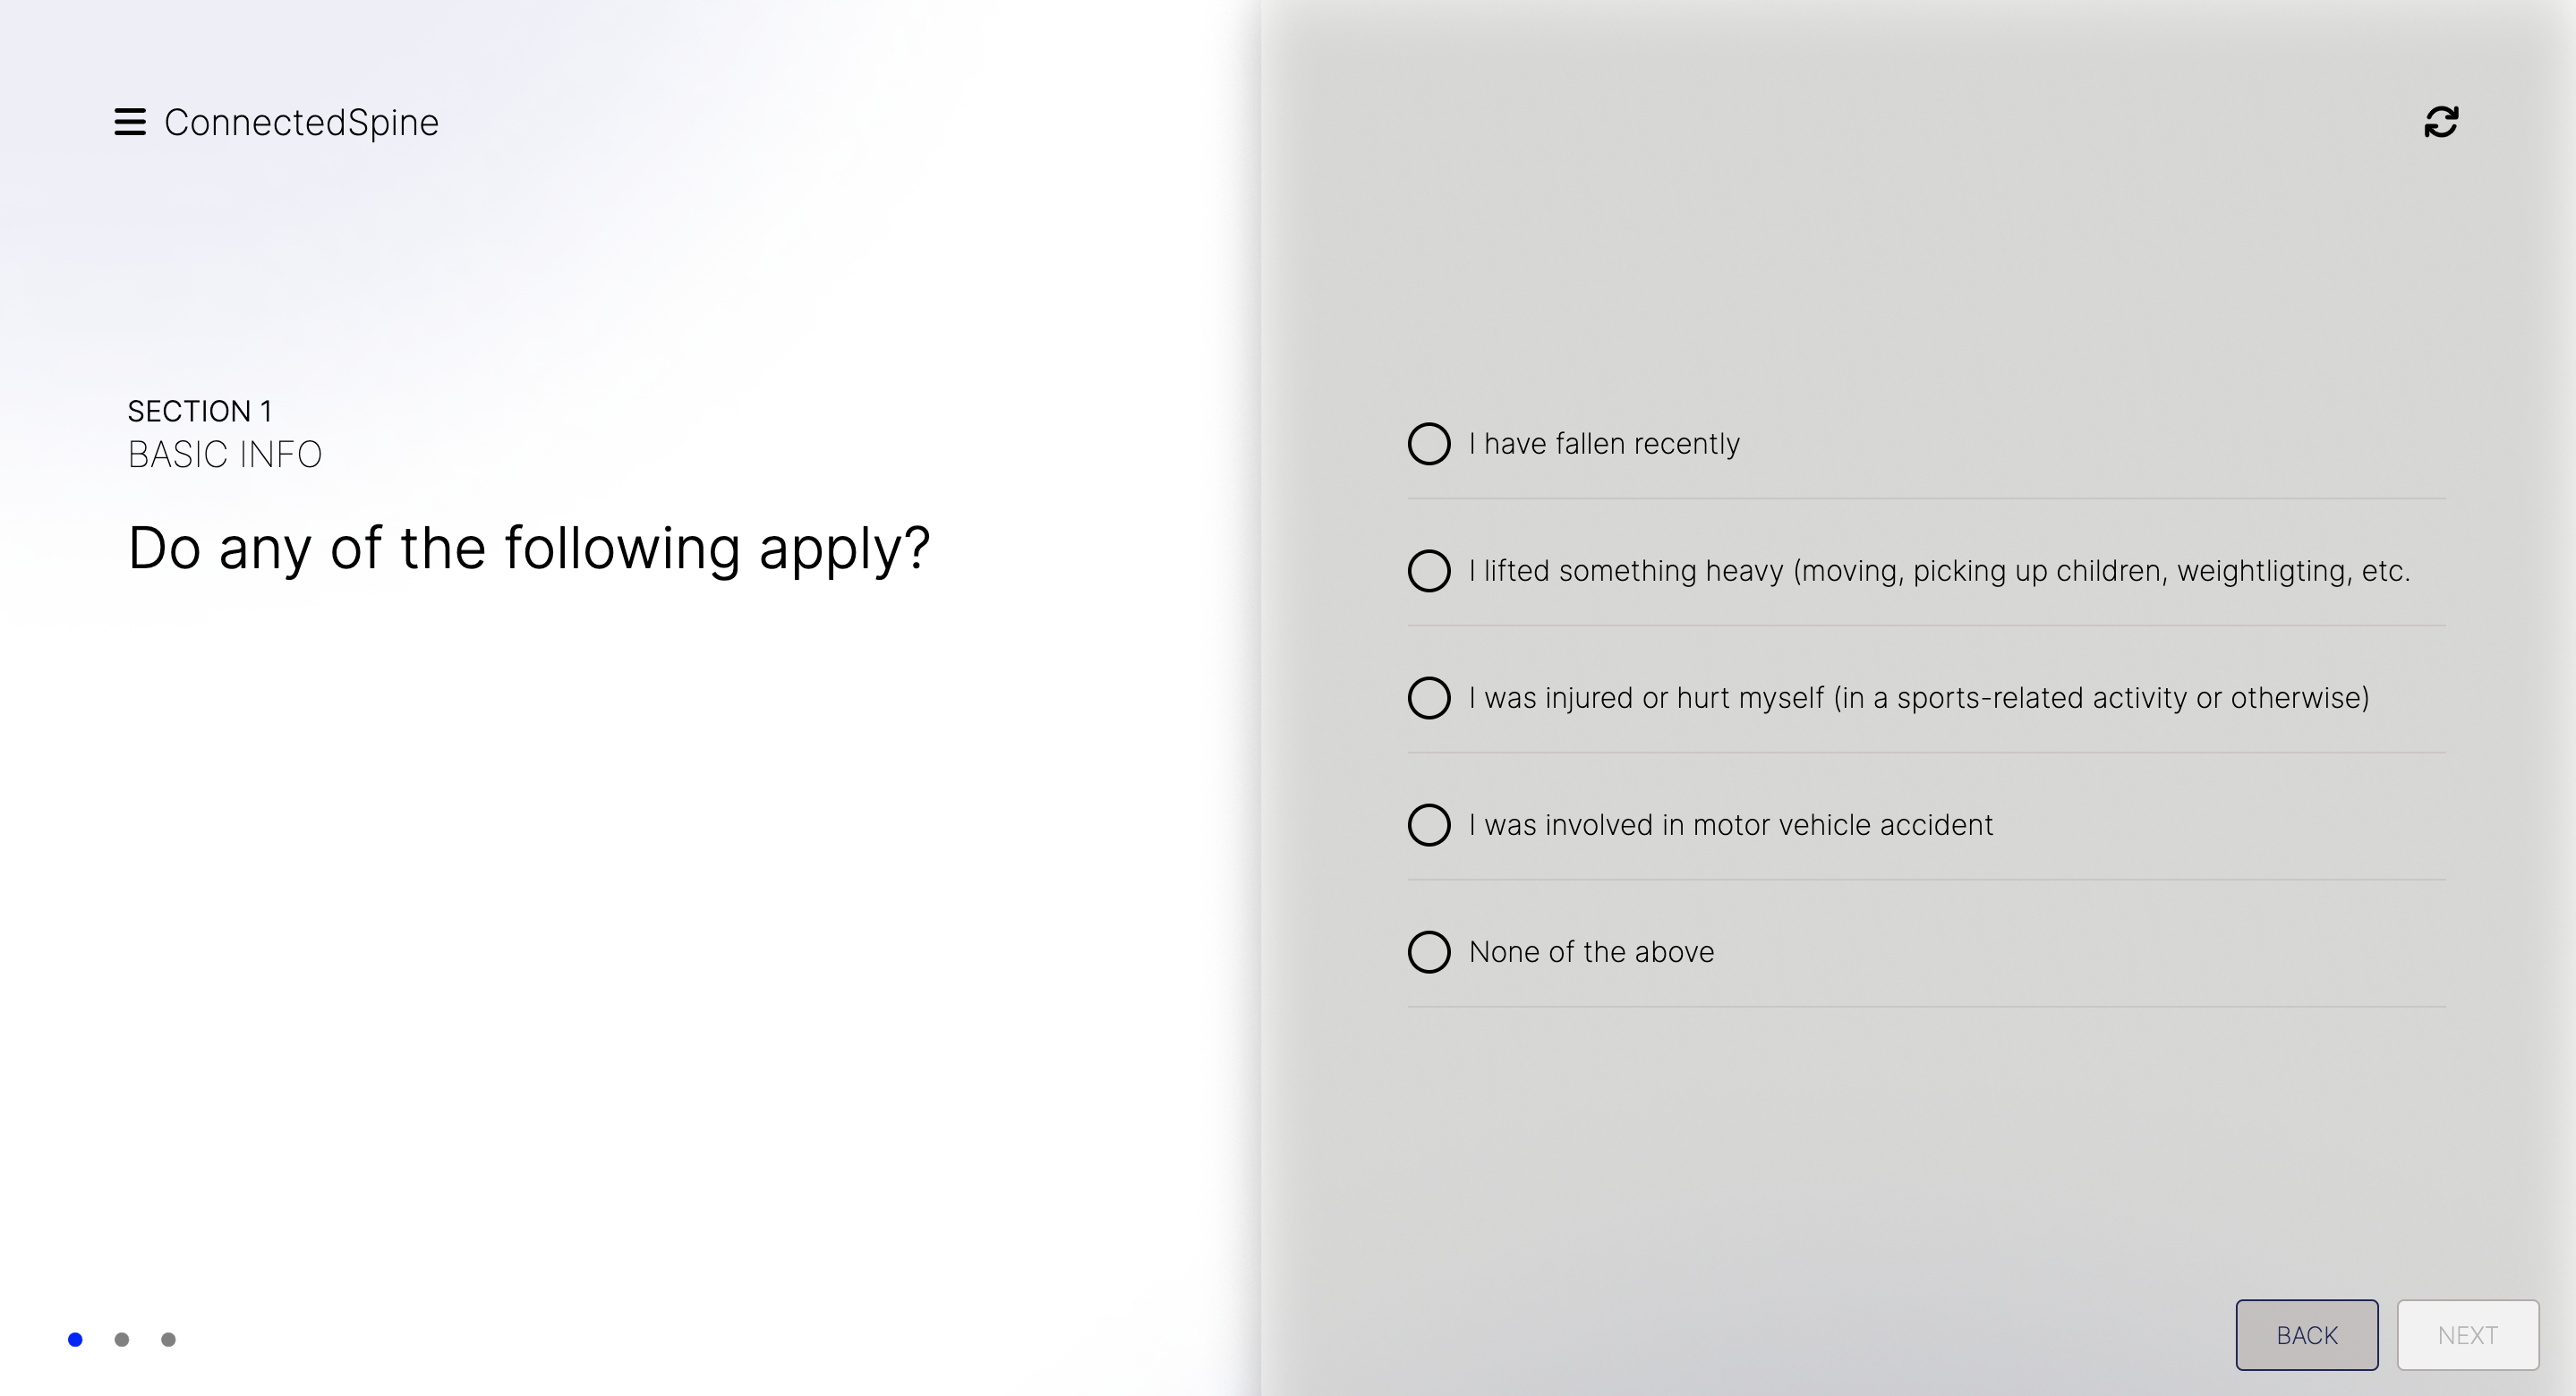 ConnectedSpine
SECTION 1
BASIC INFO
Do any of the following apply?
I have fallen recently
I lifted something heavy (moving, picking up children, weightligting, etc.
I was injured or hurt myself (in a sports-related activity or otherwise)
I was involved in motor vehicle accident
None of the above
BACK
NEXT